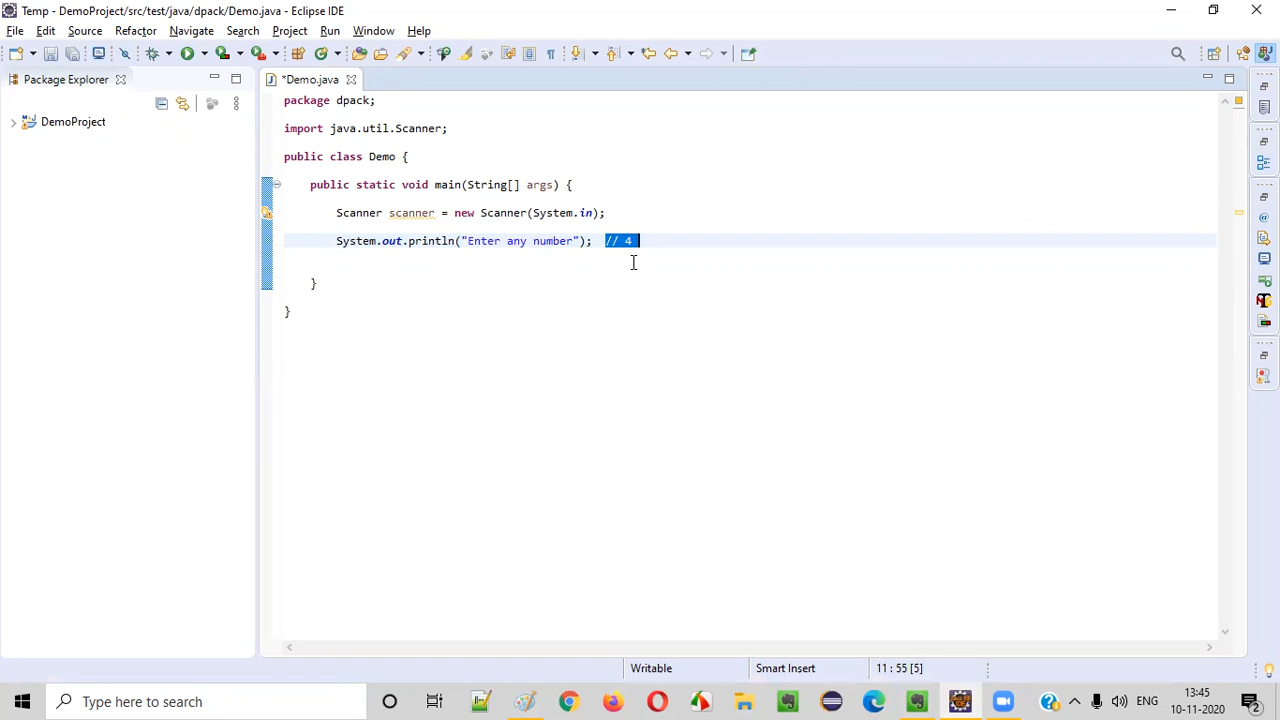 Temp - DemoProject/src/test/java/dpack/Demo.java - Eclipse IDE
File Edit Source Refactor Navigate Search Project Run Window Help
Package Explorer
*Demo.java
DemoProject
package dpack;
import java.util.Scanner;
public class Demo {
public static void main(String[] args) {
Scanner scanner = new Scanner(System.in);
System.out.println("Enter any number"); // 4
}
}
Writable
Smart Insert
11 : 55 [5]
Type here to search
ENG
13:45
10-11-2020
2